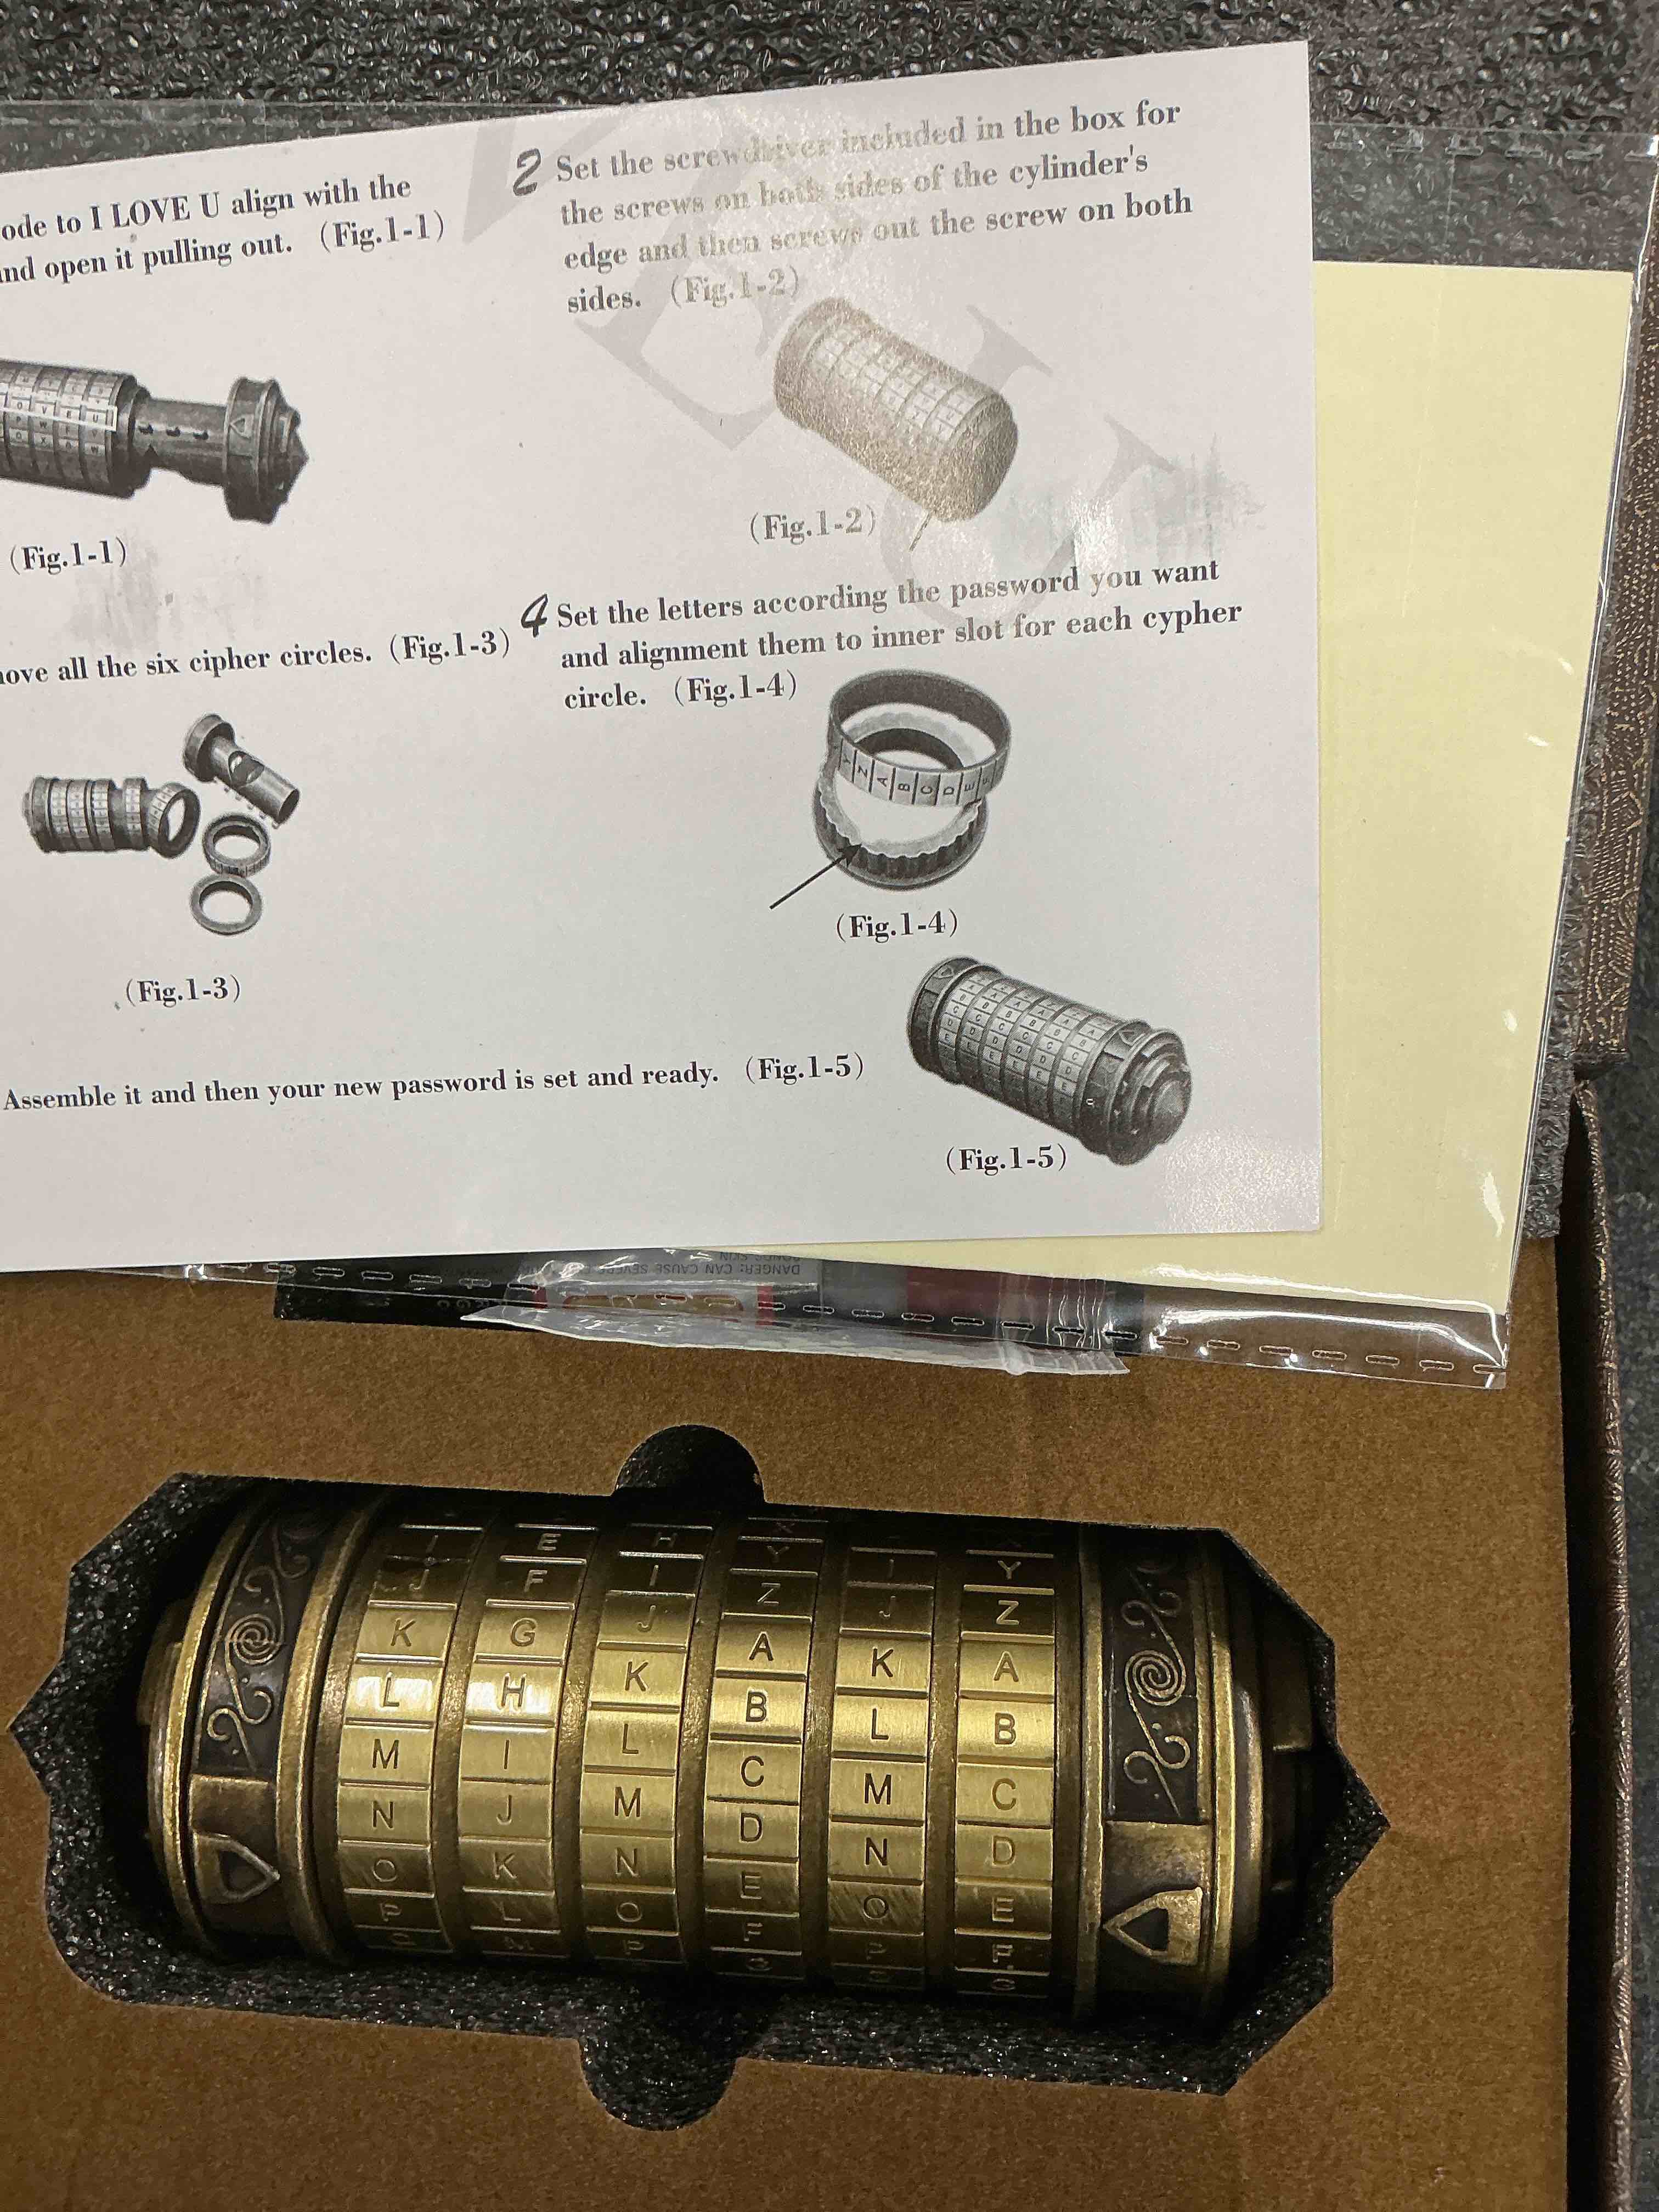 ode to I LOVE U align with the
nd open it pulling out. (Fig.1-1)
(Fig.1-1)
2 Set the screwdriver included in the box for
the screws on both sides of the cylinder's
edge and then screws out the screw on both
sides. (Fig.1-2)
(Fig.1-2)
ove all the six cipher circles. (Fig.1-3)
(Fig.1-3)
4 Set the letters according the password you want
and alignment them to inner slot for each cypher
circle. (Fig.1-4)
Y Z A B C D E F
(Fig.1-4)
Assemble it and then your new password is set and ready. (Fig.1-5)
(Fig.1-5)
DANGER: CAN CAUSE
I E H Y I Y
J F I Z J Z
K G J A K A
L H K B L B
M I L C M C
N J M D N D
O K N E O E
P L O F P F